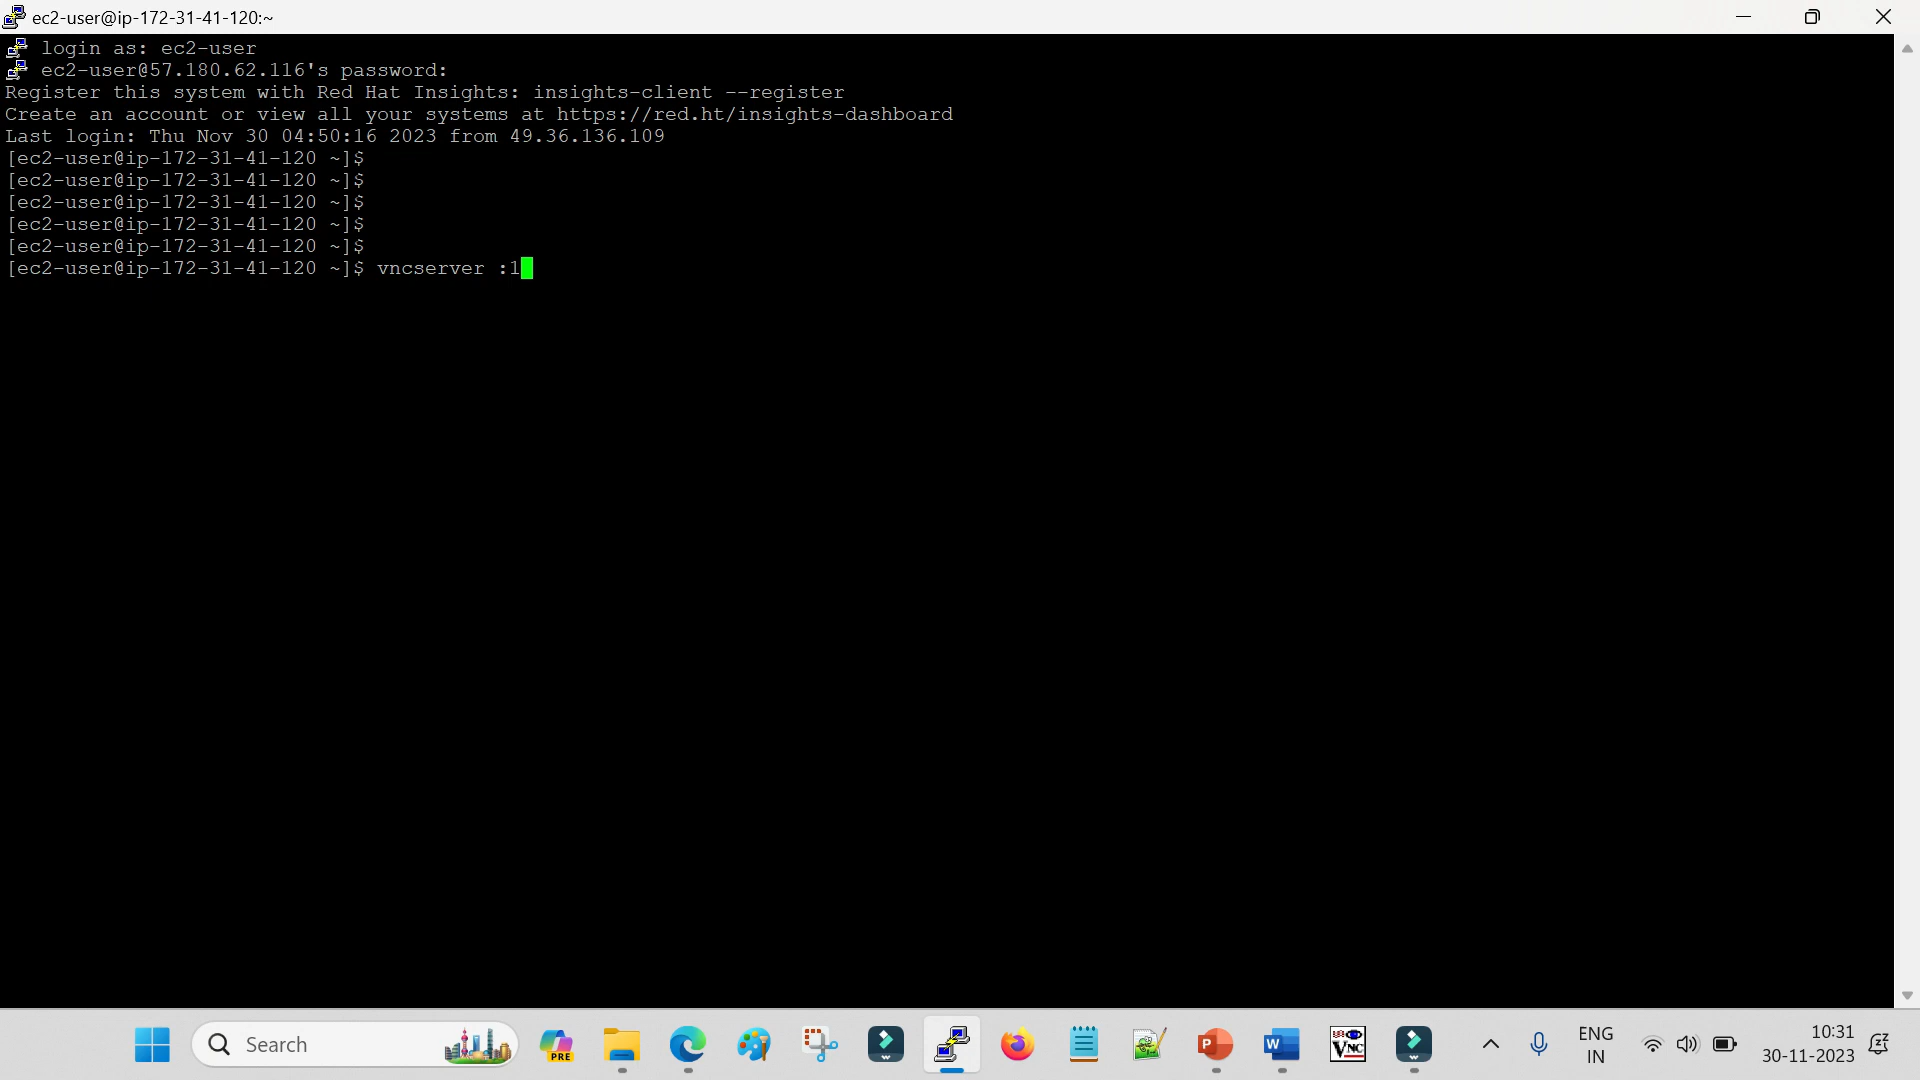 ec2-user@ip-172-31-41-120:~
login as: ec2-user
ec2-user@57.180.62.116's password:
Register this system with Red Hat Insights: insights-client --register
Create an account or view all your systems at https://red.ht/insights-dashboard
Last login: Thu Nov 30 04:50:16 2023 from 49.36.136.109
[ec2-user@ip-172-31-41-120 ~]$
[ec2-user@ip-172-31-41-120 ~]$
[ec2-user@ip-172-31-41-120 ~]$
[ec2-user@ip-172-31-41-120 ~]$
[ec2-user@ip-172-31-41-120 ~]$
[ec2-user@ip-172-31-41-120 ~]$ vncserver :1
Search
PRE
P
W
VNC
ENG
IN
10:31
30-11-2023